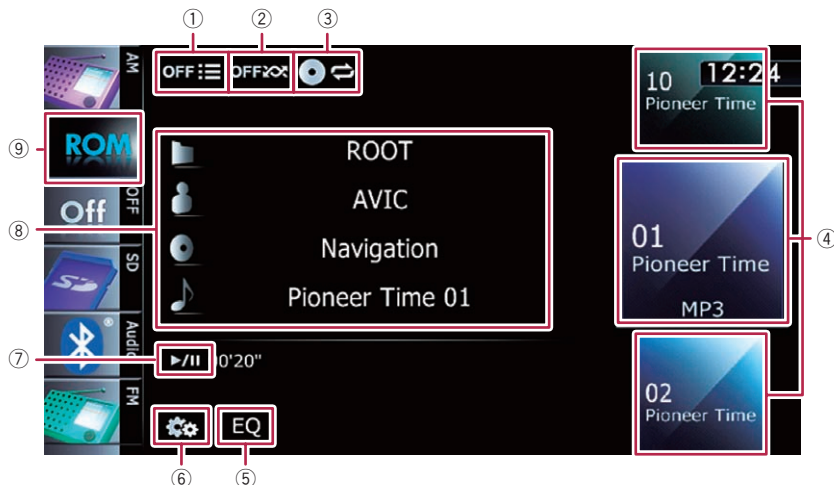 ① ② ③
AM
OFF OFF
10 12:24
Pioneer Time
⑨ ROM
ROOT
AVIC
Off OFF
⑧
Navigation
④
01
Pioneer Time
MP3
SD
Pioneer Time 01
Audio
⑦ ►/II 0'20"
FM
02
Pioneer Time
EQ
⑥ ⑤